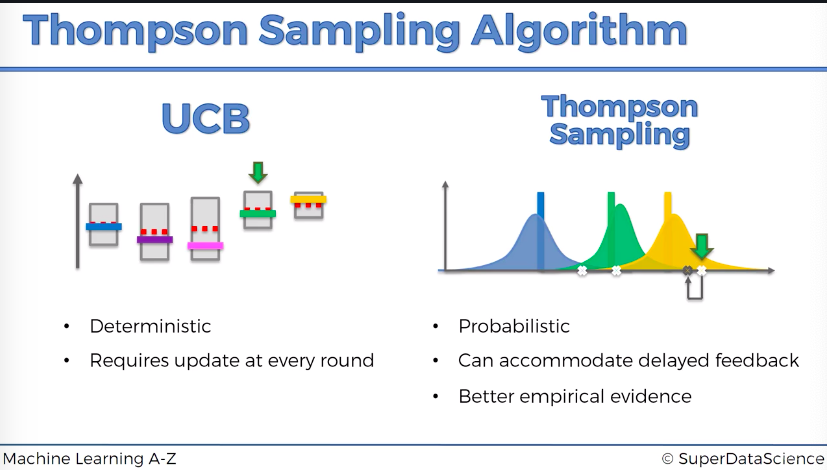 Thompson Sampling Algorithm
UCB
Thompson
Sampling
• Deterministic
• Requires update at every round
• Probabilistic
• Can accommodate delayed feedback
• Better empirical evidence
Machine Learning A-Z
© SuperDataScience